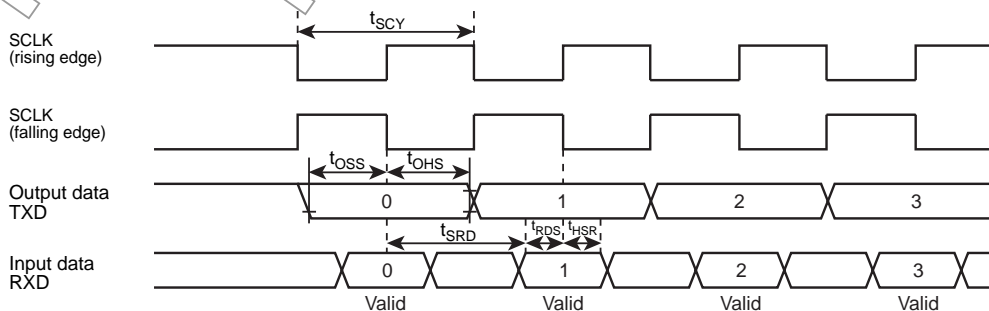 tSCY
SCLK
(rising edge)
SCLK
(falling edge)
tOSS tOHS
Output data
TXD
0 1 2 3
tSRD tRDS tHSR
Input data
RXD
0 1 2 3
Valid Valid Valid Valid